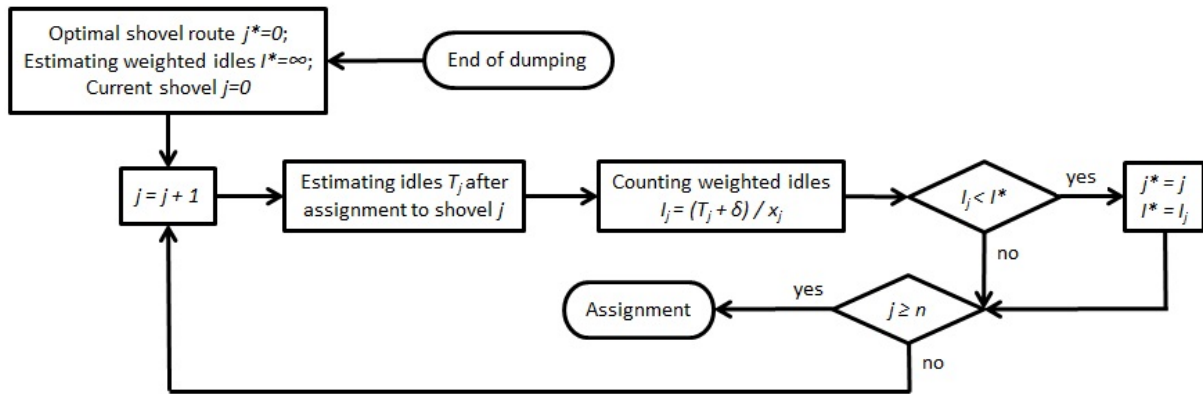 Optimal shovel route j*=0;
Estimating weighted idles I*=∞;
Current shovel j=0
End of dumping
j = j + 1
Estimating idles Tj after
assignment to shovel j
Counting weighted idles
Ij = (Tj + δ) / xj
Ij < I*
yes
j* = j
I* = Ij
no
Assignment
yes
j ≥ n
no